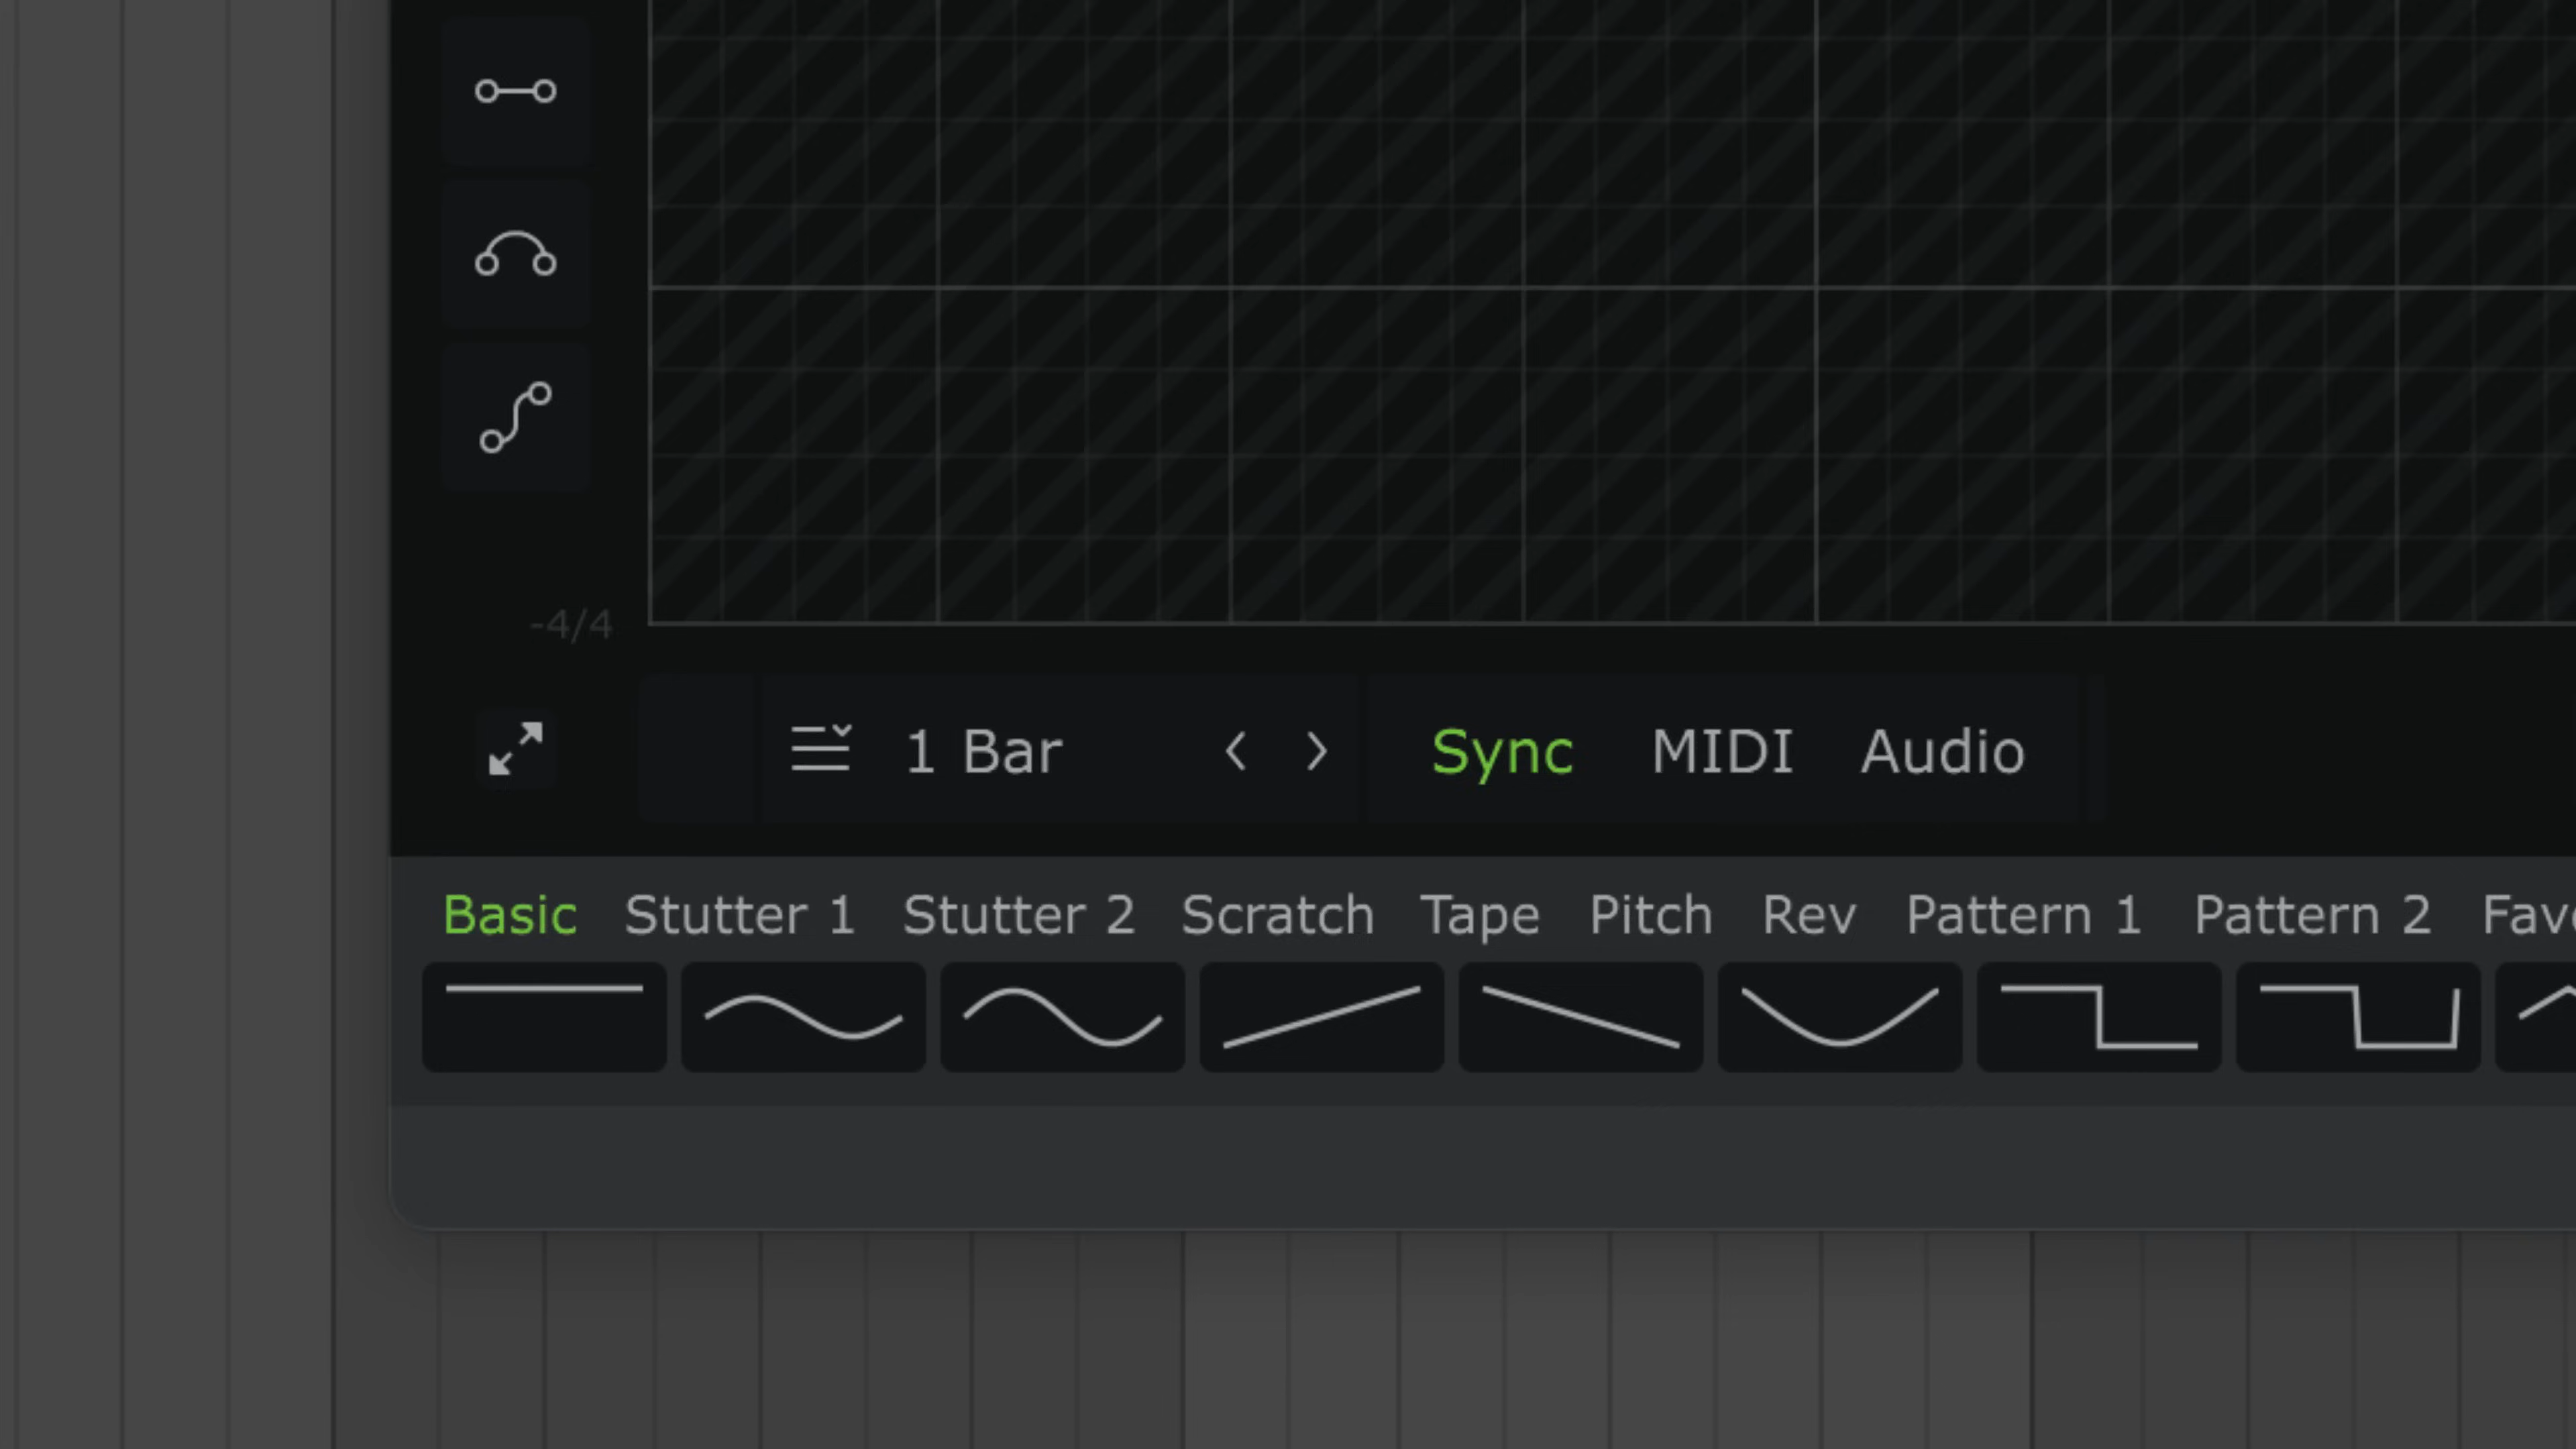 -4/4
1 Bar < > Sync MIDI Audio
Basic Stutter 1 Stutter 2 Scratch Tape Pitch Rev Pattern 1 Pattern 2